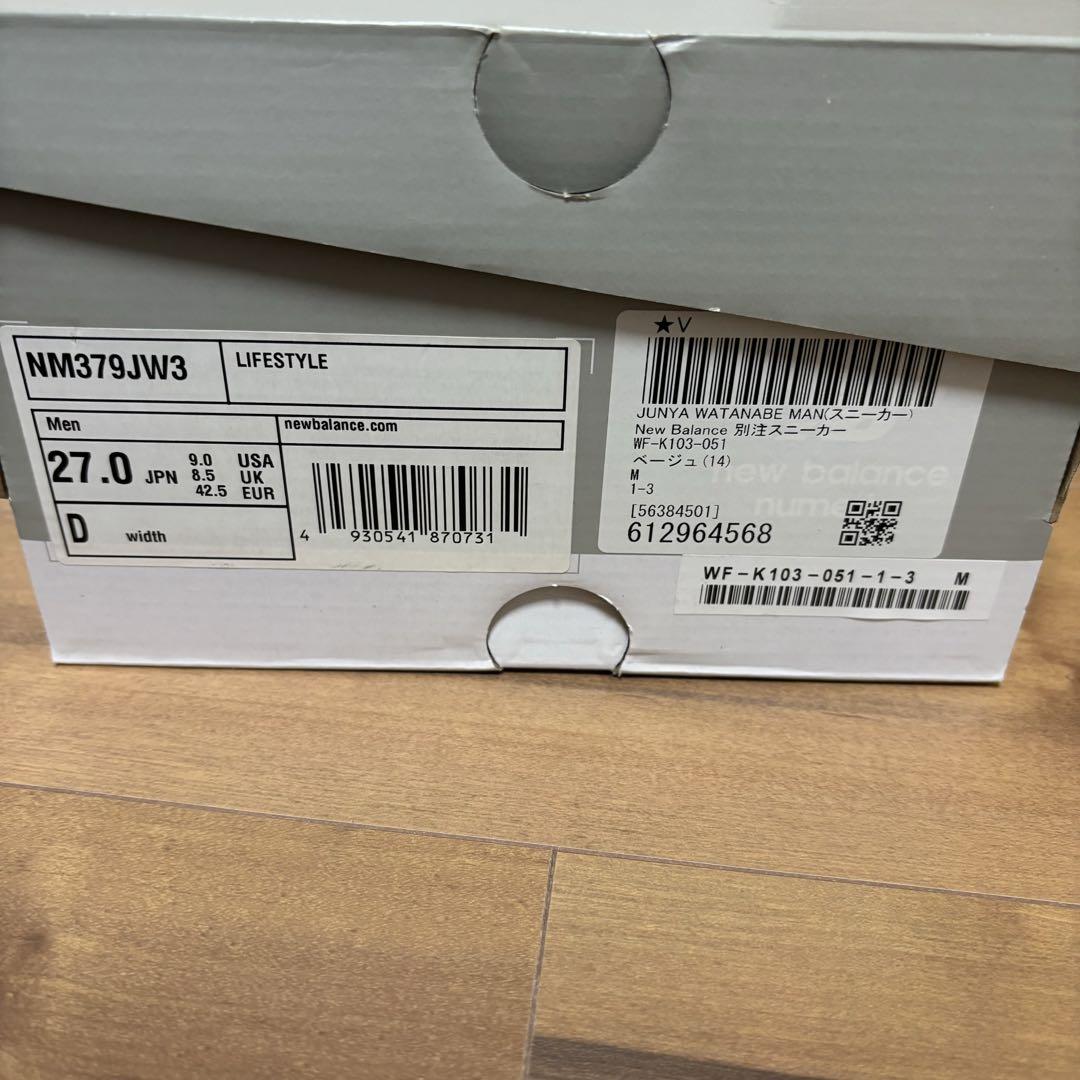 NM379JW3
LIFESTYLE
Men
newbalance.com
27.0 JPN
9.0 USA
8.5 UK
42.5 EUR
D width
4 930541 870731
★V
JUNYA WATANABE MAN(スニーカー)
New Balance 別注スニーカー
WF-K103-051
ベージュ(14)
M
1-3
[56384501]
612964568
new balance
nume
WF-K103-051-1-3 M